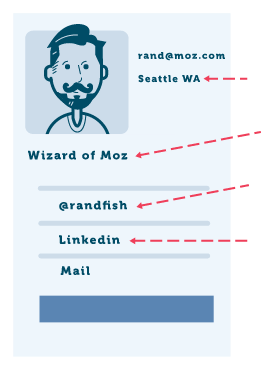 rand@moz.com
Seattle WA
Wizard of Moz
@randfish
Linkedin
Mail